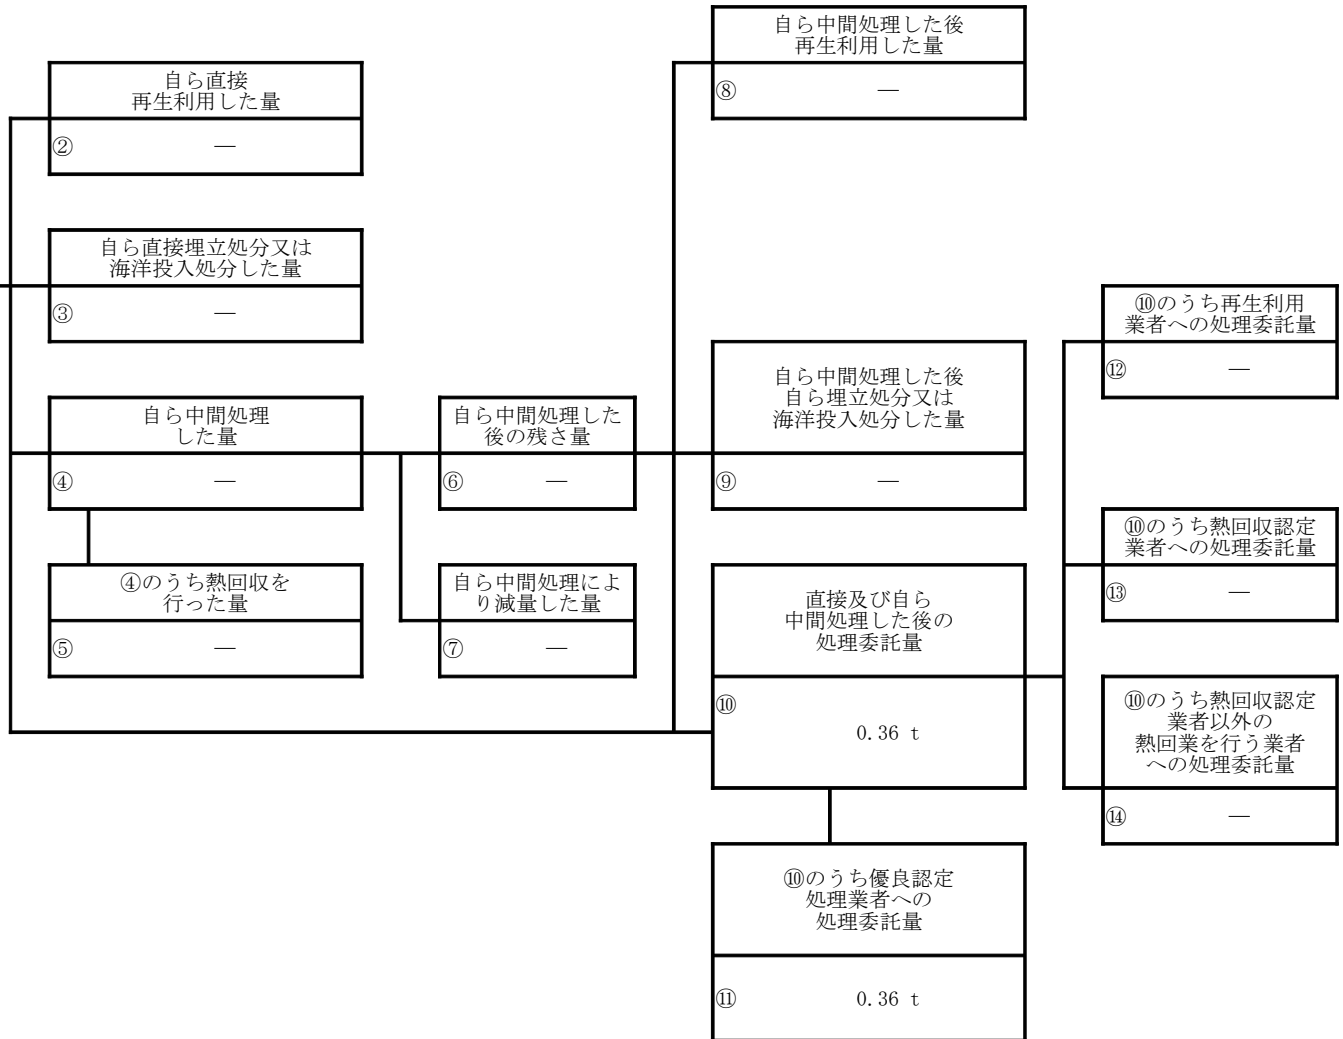 自ら中間処理した後
再生利用した量
⑧ ―
自ら直接
再生利用した量
② ―
自ら直接埋立処分又は
海洋投入処分した量
③ ―
自ら中間処理
した量
④ ―
④のうち熱回収を
行った量
⑤ ―
自ら中間処理した
後の残さ量
⑥ ―
自ら中間処理によ
り減量した量
⑦ ―
自ら中間処理した後
自ら埋立処分又は
海洋投入処分した量
⑨ ―
直接及び自ら
中間処理した後の
処理委託量
⑩
0.36 t
⑩のうち優良認定
処理業者への
処理委託量
⑪ 0.36 t
⑩のうち再生利用
業者への処理委託量
⑫ ―
⑩のうち熱回収認定
業者への処理委託量
⑬ ―
⑩のうち熱回収認定
業者以外の
熱回業を行う業者
への処理委託量
⑭ ―